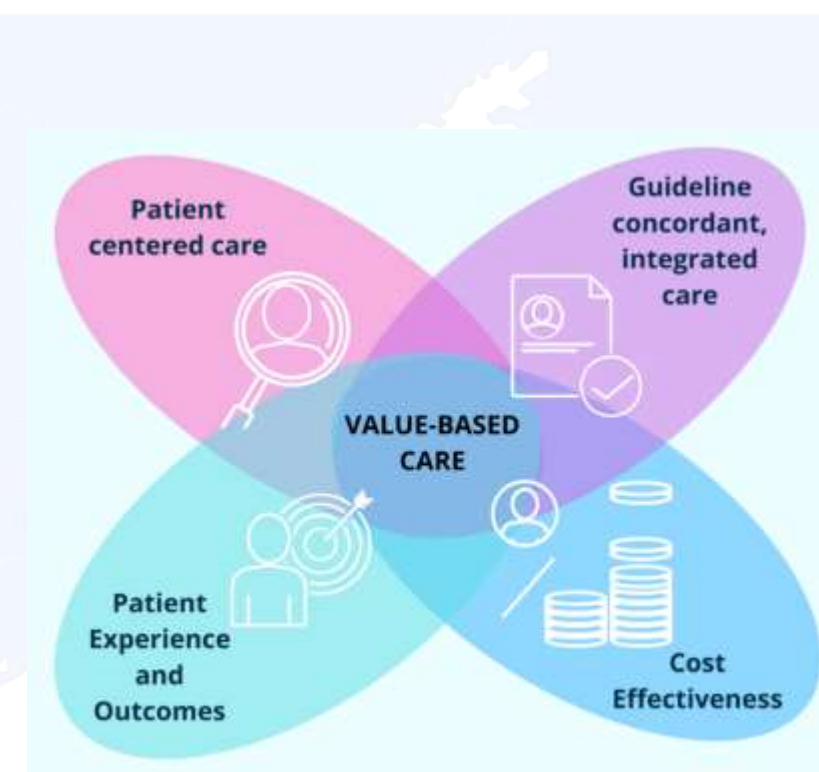 Patient
centered care
Guideline
concordant,
integrated
care
VALUE-BASED
CARE
Patient
Experience
and
Outcomes
Cost
Effectiveness